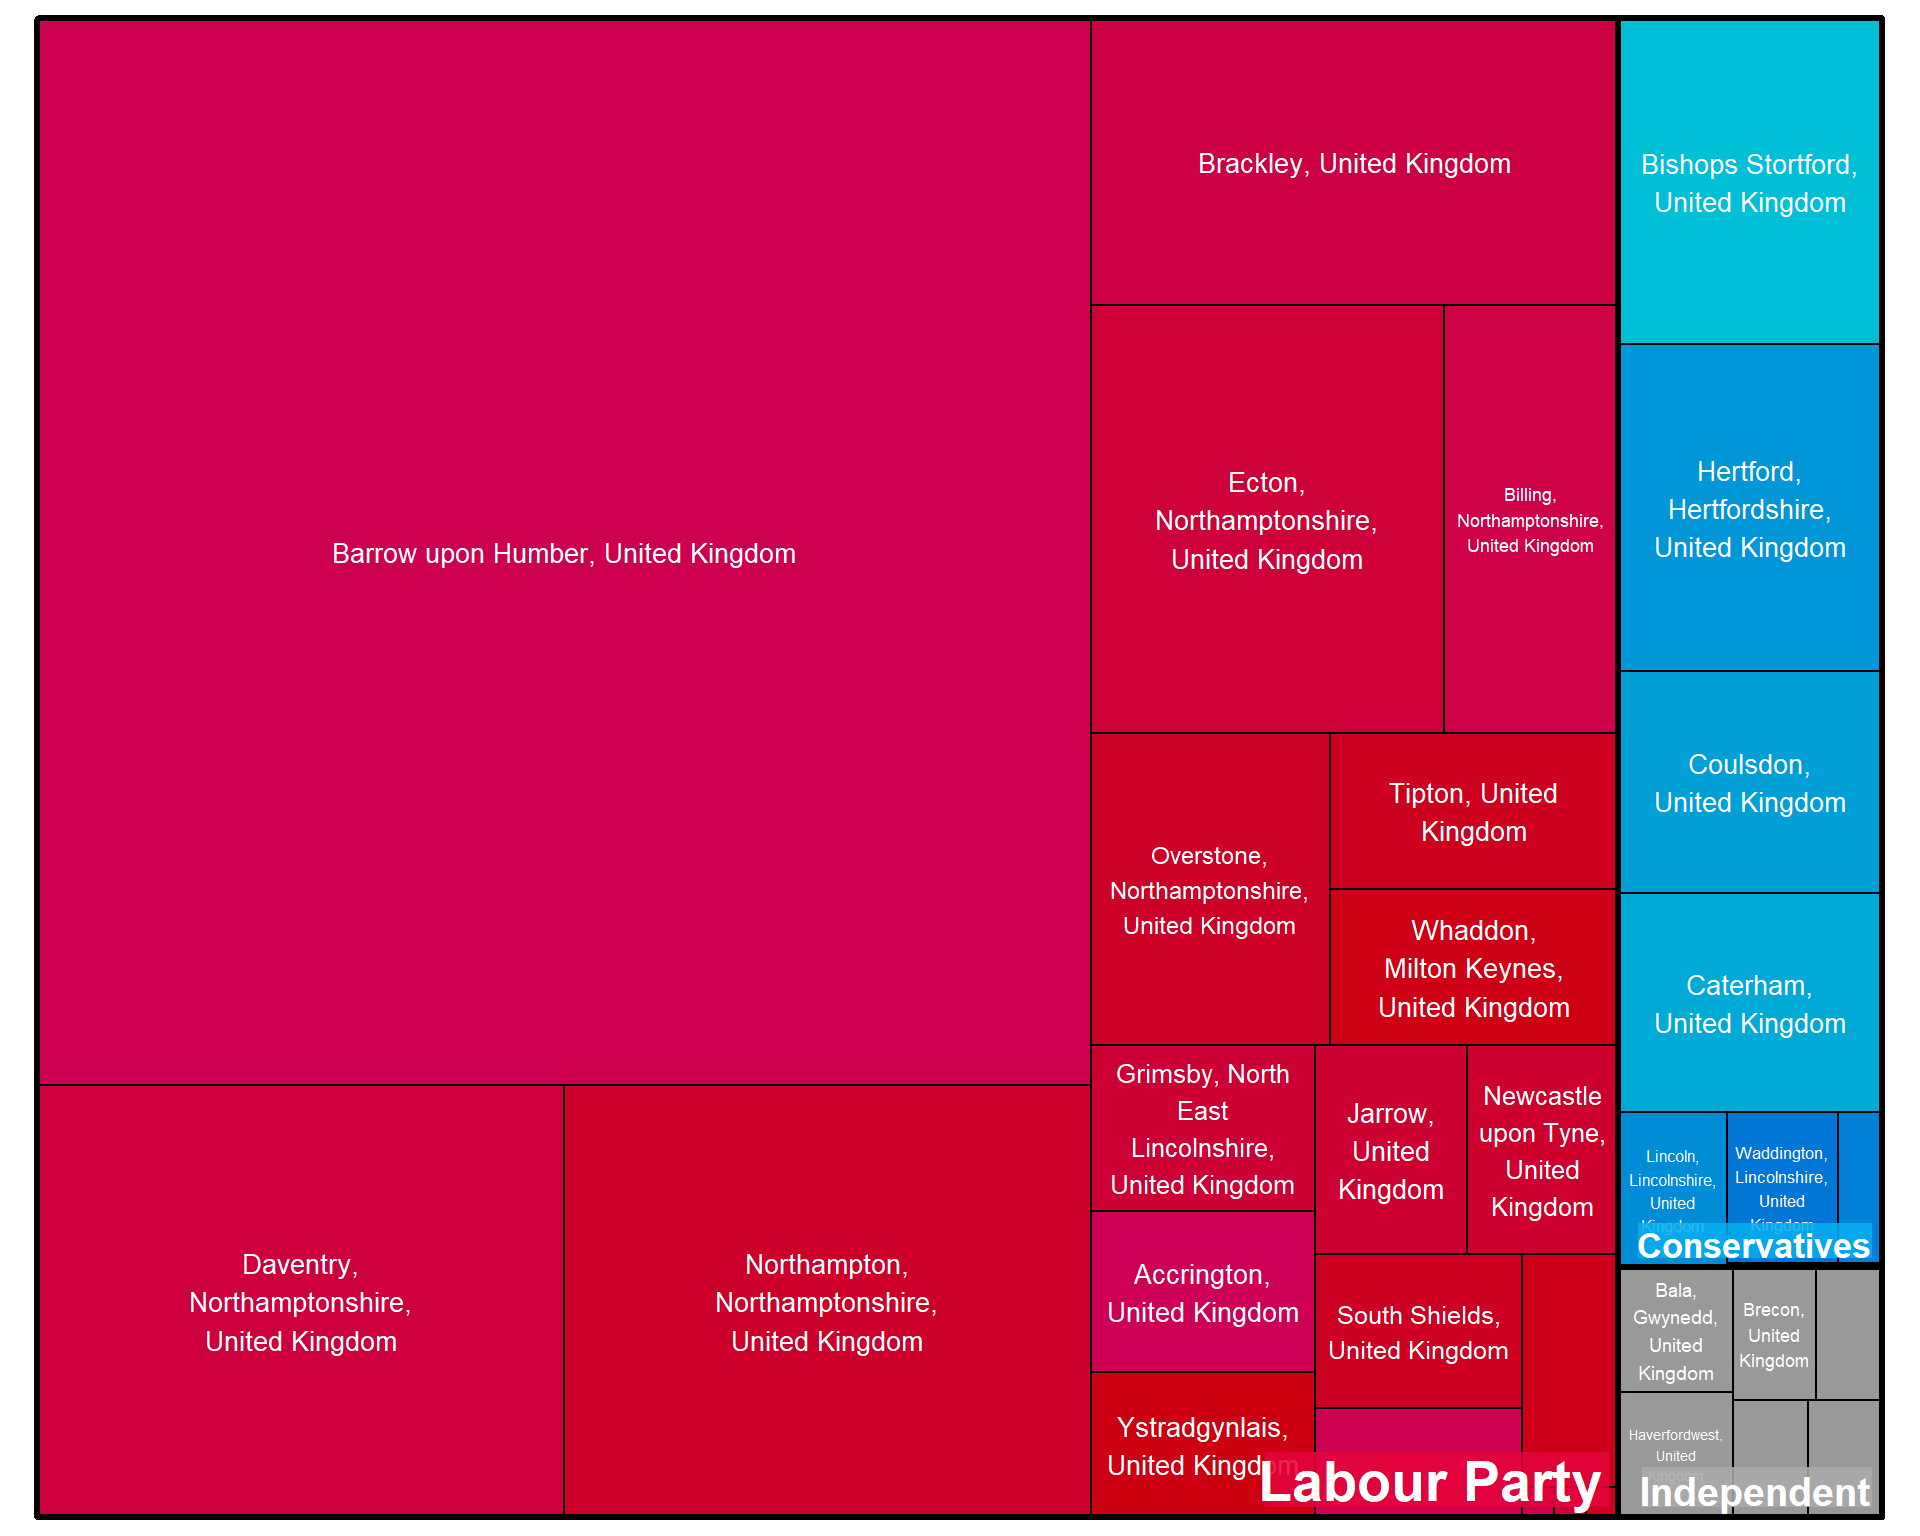 Barrow upon Humber, United Kingdom
Daventry,
Northamptonshire,
United Kingdom
Northampton,
Northamptonshire,
United Kingdom
Brackley, United Kingdom
Ecton,
Northamptonshire,
United Kingdom
Billing,
Northamptonshire,
United Kingdom
Overstone,
Northamptonshire,
United Kingdom
Tipton, United
Kingdom
Whaddon,
Milton Keynes,
United Kingdom
Grimsby, North
East
Lincolnshire,
United Kingdom
Accrington,
United Kingdom
Ystradgynlais,
United Kingdom
Jarrow,
United
Kingdom
Newcastle
upon Tyne,
United
Kingdom
South Shields,
United Kingdom
Labour Party
Bishops Stortford,
United Kingdom
Hertford,
Hertfordshire,
United Kingdom
Coulsdon,
United Kingdom
Caterham,
United Kingdom
Lincoln,
Lincolnshire,
United
Kingdom
Waddington,
Lincolnshire,
United
Kingdom
Conservatives
Bala,
Gwynedd,
United
Kingdom
Brecon,
United
Kingdom
Haverfordwest,
United
Kingdom
Independent